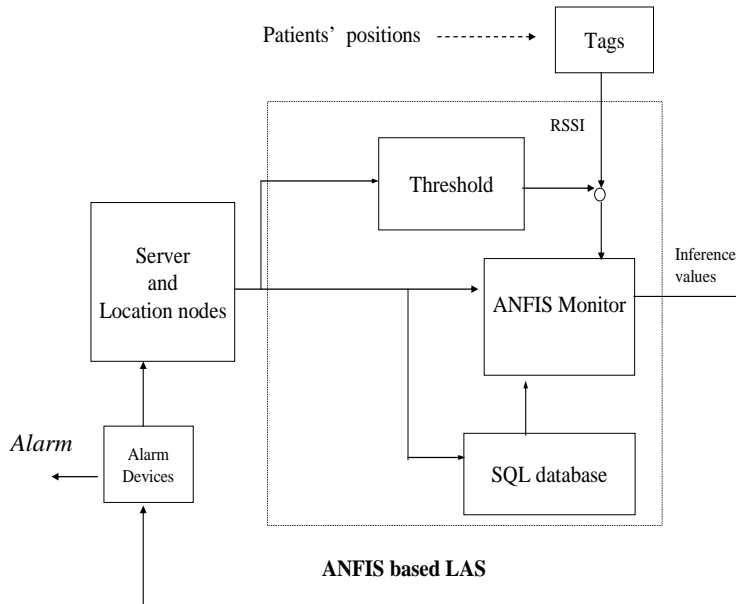 Patients' positions
Tags
RSSI
Threshold
Server
and
Location nodes
Inference
values
ANFIS Monitor
Alarm
Alarm
Devices
SQL database
ANFIS based LAS